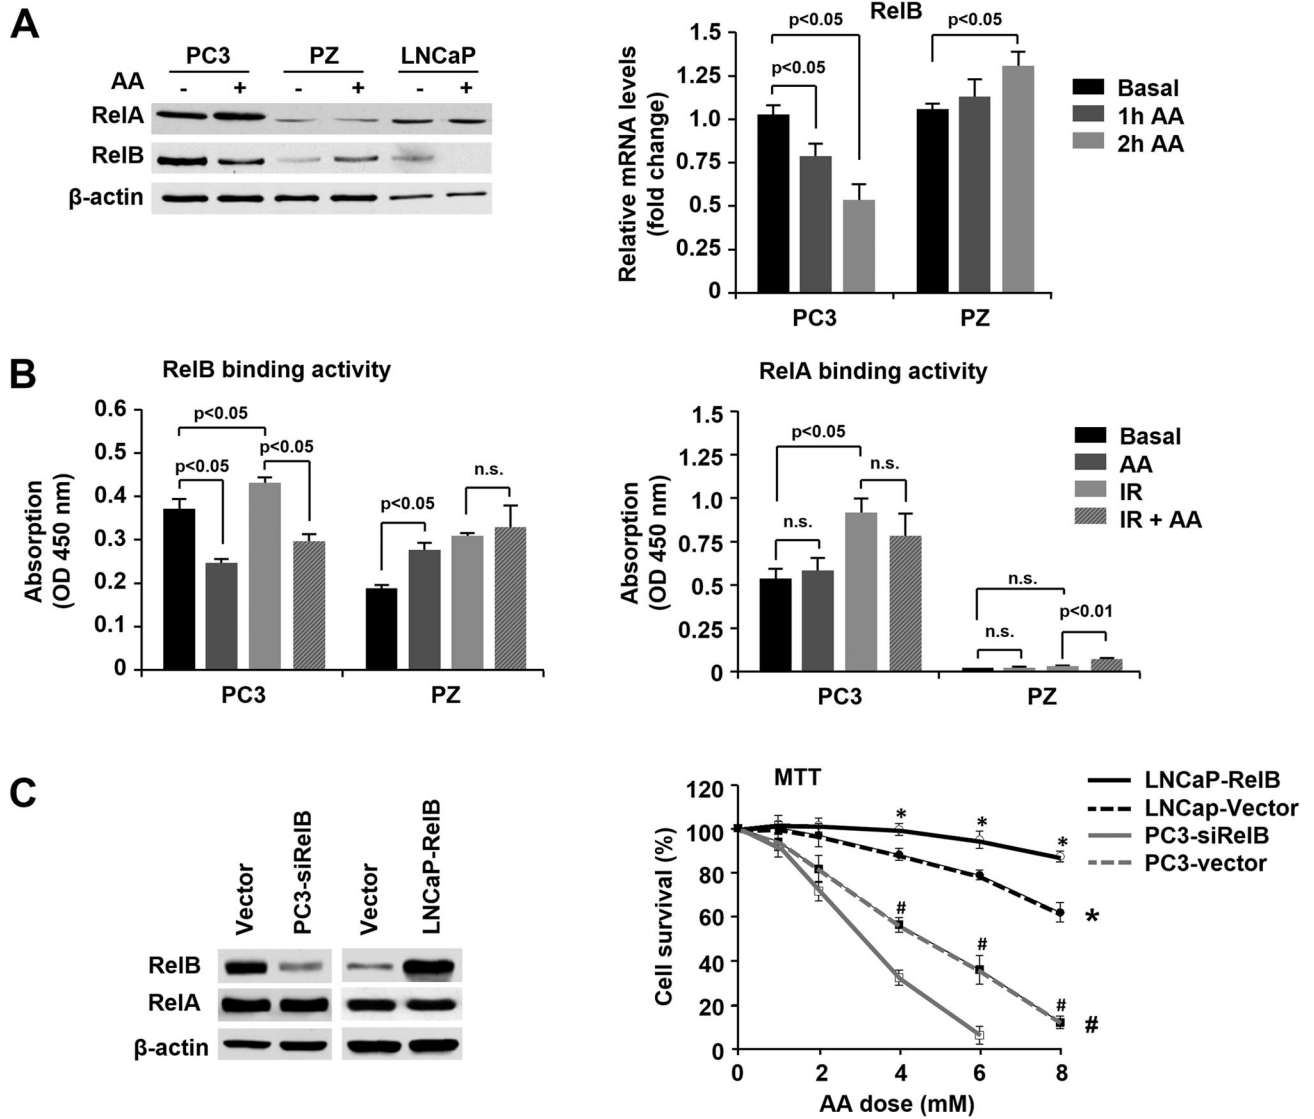 A
PC3 PZ LNCaP
AA - + - + - +
RelA
RelB
β-actin
RelB
p<0.05 p<0.05
p<0.05
Relative mRNA levels
(fold change)
1.5
1.25
1.0
0.75
0.5
0.25
0
PC3 PZ
Basal
1h AA
2h AA
B
RelB binding activity
Absorption
(OD 450 nm)
0.6
0.5
0.4
0.3
0.2
0.1
0
p<0.05
p<0.05
p<0.05
p<0.05
n.s.
PC3 PZ
RelA binding activity
Absorption
(OD 450 nm)
1.5
1.25
1.0
0.75
0.5
0.25
0
p<0.05
n.s.
n.s.
n.s.
n.s.
p<0.01
PC3 PZ
Basal
AA
IR
IR + AA
C
Vector
PC3-siRelB
Vector
LNCaP-RelB
RelB
RelA
β-actin
MTT
Cell survival (%)
120
100
80
60
40
20
0
* * *
*
# # #
#
0 2 4 6 8
AA dose (mM)
LNCaP-RelB
LNCap-Vector
PC3-siRelB
PC3-vector